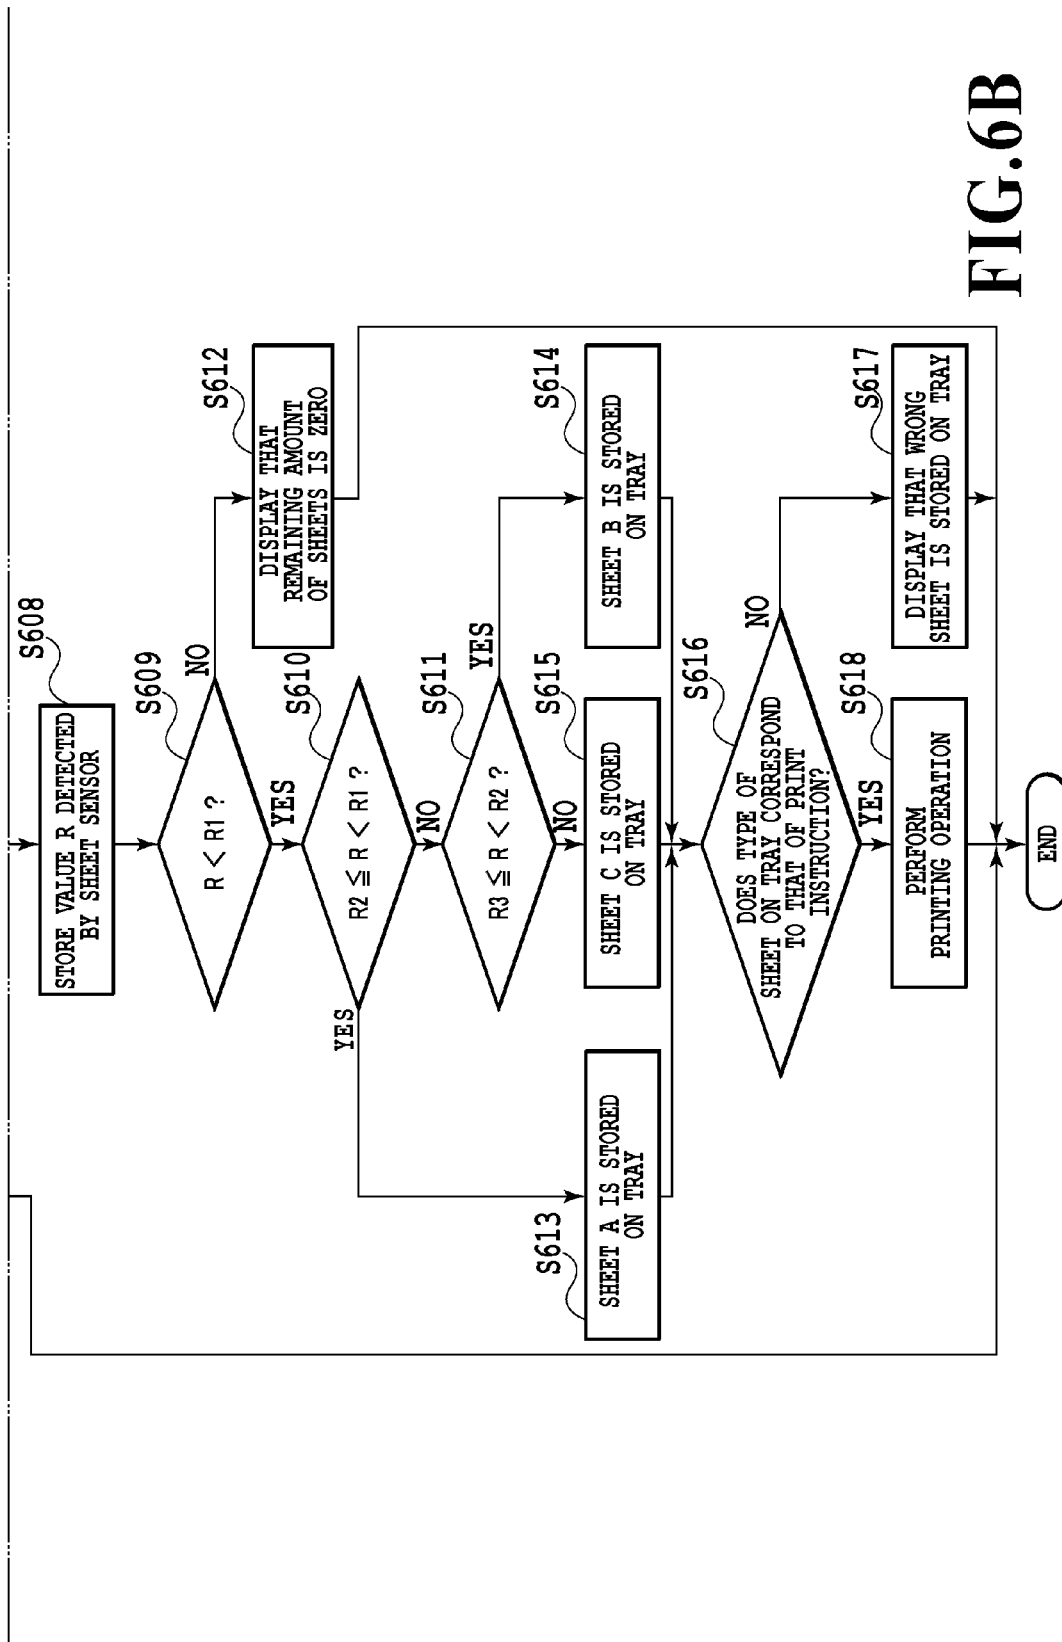 S608
STORE VALUE R DETECTED
BY SHEET SENSOR
S609
R < R1 ?
NO
YES
S612
DISPLAY THAT
REMAINING AMOUNT
OF SHEETS IS ZERO
S610
R2 ≦ R < R1 ?
YES
NO
S611
R3 ≦ R < R2 ?
YES
NO
S613
SHEET A IS STORED
ON TRAY
S615
SHEET C IS STORED
ON TRAY
S614
SHEET B IS STORED
ON TRAY
S616
DOES TYPE OF
SHEET ON TRAY CORRESPOND
TO THAT OF PRINT
INSTRUCTION?
NO
YES
S618
PERFORM
PRINTING OPERATION
S617
DISPLAY THAT WRONG
SHEET IS STORED ON TRAY
END
FIG.6B